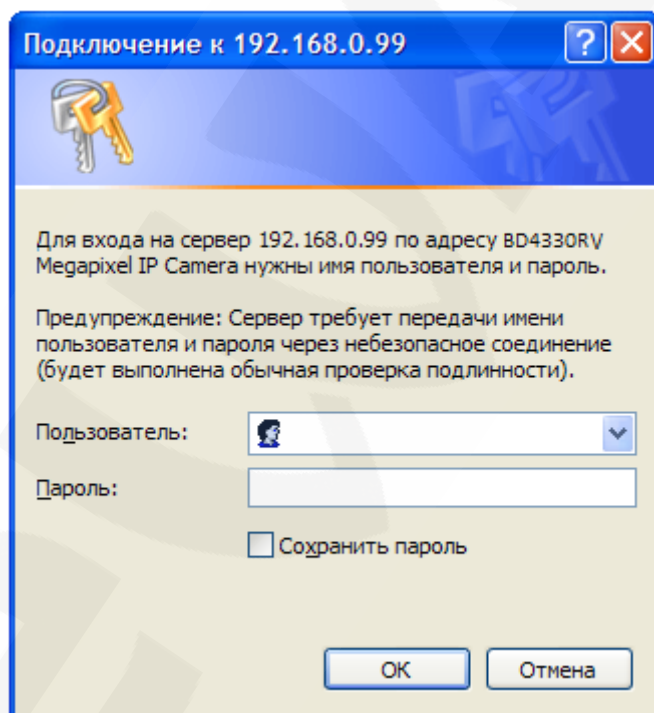 Подключение к 192.168.0.99
Для входа на сервер 192.168.0.99 по адресу BD4330RV
Megapixel IP Camera нужны имя пользователя и пароль.
Предупреждение: Сервер требует передачи имени
пользователя и пароля через небезопасное соединение
(будет выполнена обычная проверка подлинности).
Пользователь:
Пароль:
Сохранить пароль
ОК
Отмена